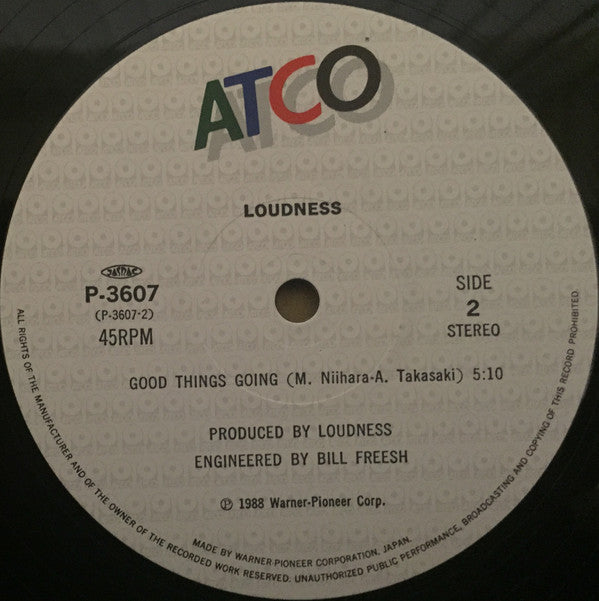 ATCO
LOUDNESS
JASRAC
P-3607
(P-3607-2)
45RPM
SIDE
2
STEREO
GOOD THINGS GOING (M. Niihara-A. Takasaki) 5:10
PRODUCED BY LOUDNESS
ENGINEERED BY BILL FREESH
Ⓟ 1988 Warner-Pioneer Corp.
MADE BY WARNER-PIONEER CORPORATION, JAPAN.
ALL RIGHTS OF THE MANUFACTURER AND OF THE OWNER OF THE RECORDED WORK RESERVED. UNAUTHORIZED PUBLIC PERFORMANCE, BROADCASTING AND COPYING OF THIS RECORD PROHIBITED.